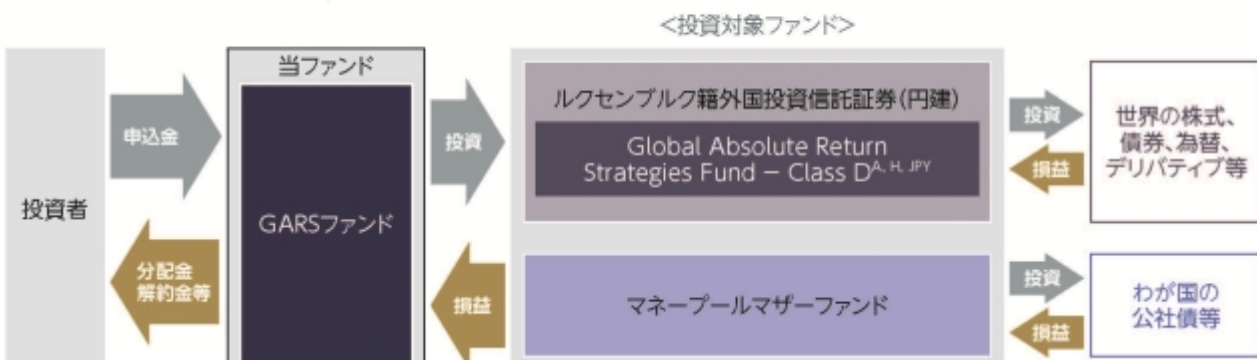 <投資対象ファンド>
投資者
申込金
分配金
解約金等
当ファンド
GARSファンド
投資
損益
ルクセンブルク籍外国投資信託証券(円建)
Global Absolute Return
Strategies Fund – Class DA, H, JPY
マネープールマザーファンド
投資
損益
世界の株式、
債券、為替、
デリバティブ等
投資
損益
わが国の
公社債等